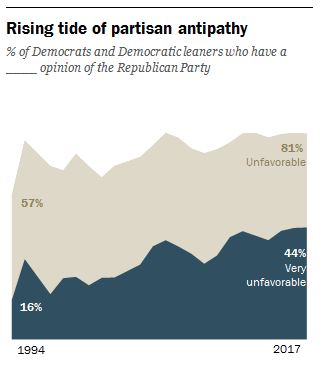 Rising tide of partisan antipathy
% of Democrats and Democratic leaners who have a
_____ opinion of the Republican Party
81%
Unfavorable
57%
44%
Very
unfavorable
16%
1994 2017